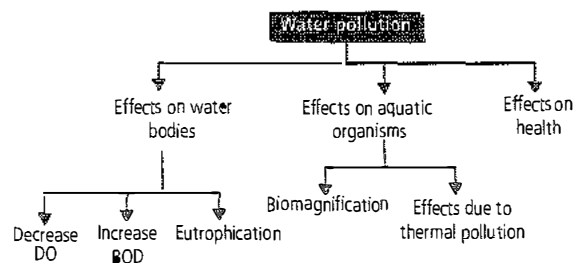 Water pollution
Effects on water
bodies
Effects on aquatic
organisms
Effects on
health
Decrease
DO
Increase
BOD
Eutrophication
Biomagnification
Effects due to
thermal pollution